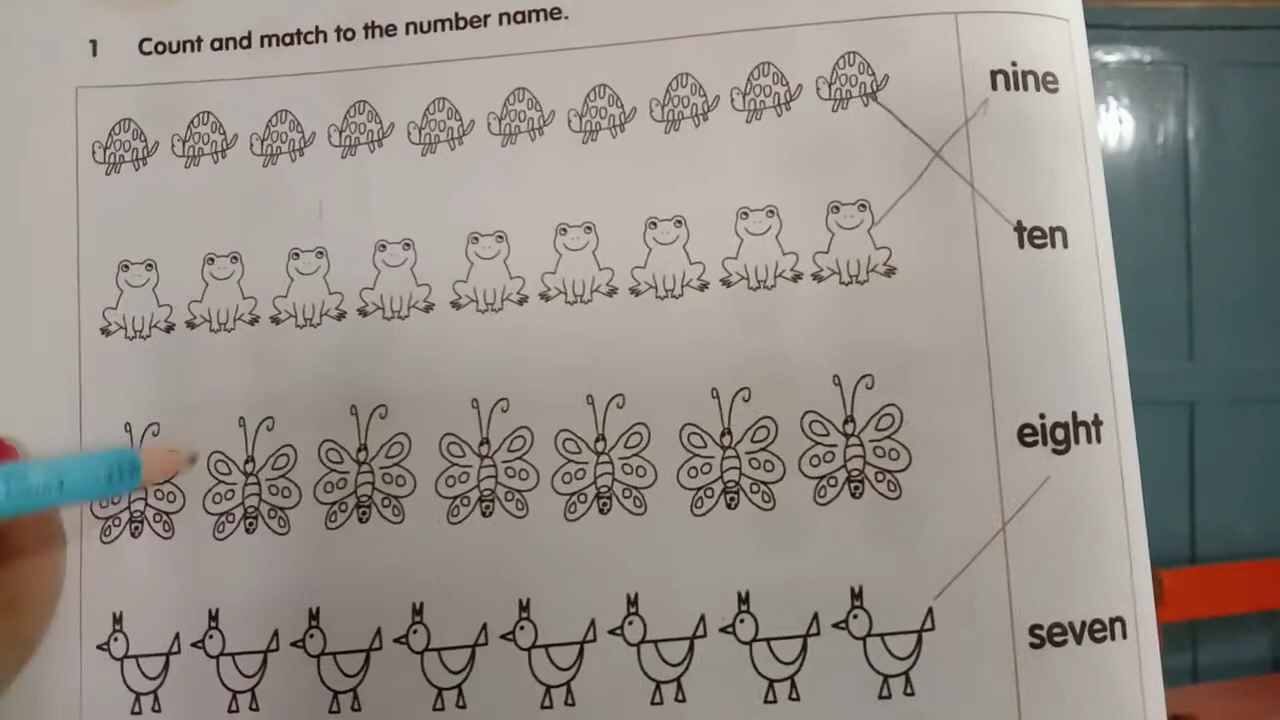 1 Count and match to the number name.
nine
ten
eight
seven